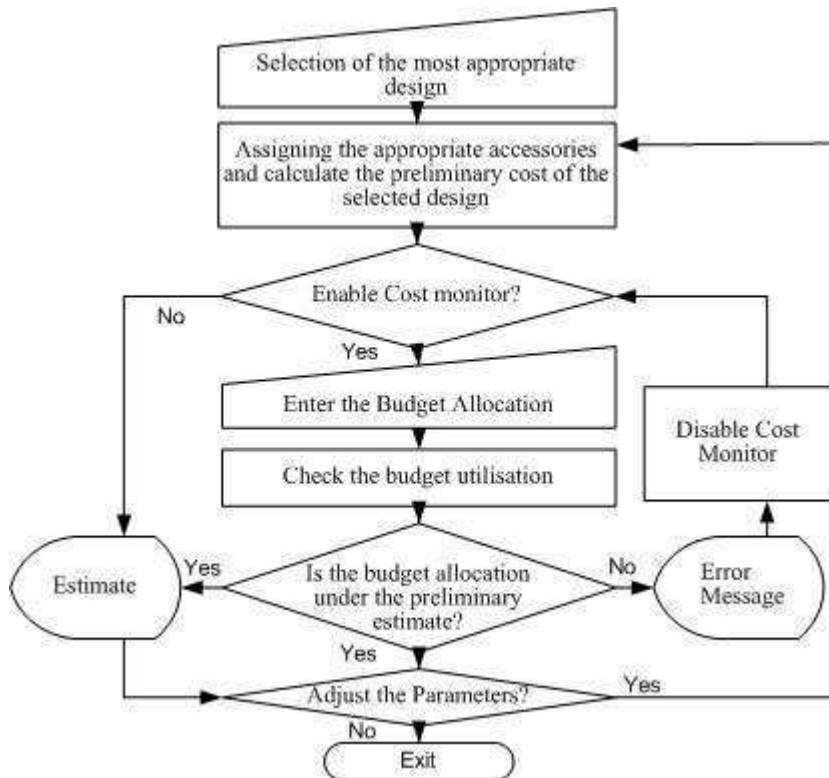 Selection of the most appropriate
design
Assigning the appropriate accessories
and calculate the preliminary cost of the
selected design
Enable Cost monitor?
No
Yes
Enter the Budget Allocation
Disable Cost
Monitor
Check the budget utilisation
Estimate
Yes
Is the budget allocation
under the preliminary
estimate?
No
Error
Message
Yes
Adjust the Parameters?
Yes
No
Exit